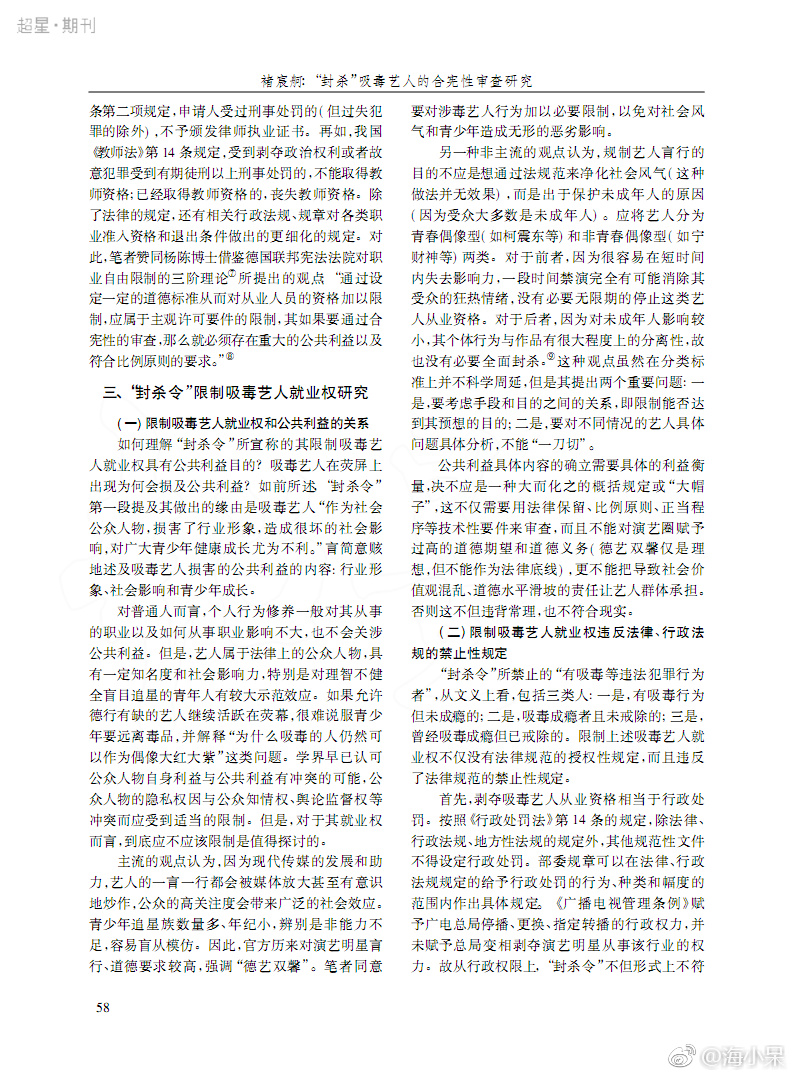 超星·期刊
褚宸舸：“封杀”吸毒艺人的合宪性审查研究
条第二项规定，申请人受过刑事处罚的（但过失犯
罪的除外），不予颁发律师执业证书。再如，我国
《教师法》第 14 条规定，受到剥夺政治权利或者故
意犯罪受到有期徒刑以上刑事处罚的，不能取得教
师资格；已经取得教师资格的，丧失教师资格。除
了法律的规定，还有相关行政法规、规章对各类职
业准入资格和退出条件做出的更细化的规定。对
此，笔者赞同杨陈博士借鉴德国联邦宪法法院对职
业自由限制的三阶理论⑦所提出的观点“通过设
定一定的道德标准从而对从业人员的资格加以限
制，应属于主观许可要件的限制，其如果要通过合
宪性的审查，那么就必须存在重大的公共利益以及
符合比例原则的要求。”⑧
三、“封杀令”限制吸毒艺人就业权研究
（一）限制吸毒艺人就业权和公共利益的关系
如何理解“封杀令”所宣称的其限制吸毒艺
人就业权具有公共利益目的？吸毒艺人在荧屏上
出现为何会损及公共利益？如前所述“封杀令”
第一段提及其做出的缘由是吸毒艺人“作为社会
公众人物，损害了行业形象，造成很坏的社会影
响，对广大青少年健康成长尤为不利。”言简意赅
地述及吸毒艺人损害的公共利益的内容：行业形
象、社会影响和青少年成长。
对普通人而言，个人行为修养一般对其从事
的职业以及如何从事职业影响不大，也不会关涉
公共利益。但是，艺人属于法律上的公众人物，具
有一定知名度和社会影响力，特别是对理智不健
全盲目追星的青年人有较大示范效应。如果允许
德行有缺的艺人继续活跃在荧幕，很难说服青少
年要远离毒品，并解释“为什么吸毒的人仍然可
以作为偶像大红大紫”这类问题。学界早已认可
公众人物自身利益与公共利益有冲突的可能，公
众人物的隐私权因与公众知情权、舆论监督权等
冲突而应受到适当的限制。但是，对于其就业权
而言，到底应不应该限制是值得探讨的。
主流的观点认为，因为现代传媒的发展和助
力，艺人的一言一行都会被媒体放大甚至有意识
地炒作，公众的高关注度会带来广泛的社会效应。
青少年追星族数量多、年纪小，辨别是非能力不
足，容易盲从模仿。因此，官方历来对演艺明星言
行、道德要求较高，强调“德艺双馨”。笔者同意
要对涉毒艺人行为加以必要限制，以免对社会风
气和青少年造成无形的恶劣影响。
另一种非主流的观点认为，规制艺人言行的
目的不应是想通过法规范来净化社会风气（这种
做法并无效果），而是出于保护未成年人的原因
（因为受众大多数是未成年人）。应将艺人分为
青春偶像型（如柯震东等）和非青春偶像型（如宁
财神等）两类。对于前者，因为很容易在短时间
内失去影响力，一段时间禁演完全有可能消除其
受众的狂热情绪，没有必要无限期的停止这类艺
人从业资格。对于后者，因为对未成年人影响较
小，其个体行为与作品有很大程度上的分离性，故
也没有必要全面封杀。⑨这种观点虽然在分类标
准上并不科学周延，但是其提出两个重要问题：一
是，要考虑手段和目的之间的关系，即限制能否达
到其预想的目的；二是，要对不同情况的艺人具体
问题具体分析，不能“一刀切”。
公共利益具体内容的确立需要具体的利益衡
量，决不应是一种大而化之的概括规定或“大帽
子”，这不仅需要用法律保留、比例原则、正当程
序等技术性要件来审查，而且不能对演艺圈赋予
过高的道德期望和道德义务（德艺双馨仅是理
想，但不能作为法律底线），更不能把导致社会价
值观混乱、道德水平滑坡的责任让艺人群体承担。
否则这不但违背常理，也不符合现实。
（二）限制吸毒艺人就业权违反法律、行政法
规的禁止性规定
“封杀令”所禁止的“有吸毒等违法犯罪行为
者”，从文义上看，包括三类人：一是，有吸毒行为
但未成瘾的；二是，吸毒成瘾者且未戒除的；三是，
曾经吸毒成瘾但已戒除的。限制上述吸毒艺人就
业权不仅没有法律规范的授权性规定，而且违反
了法律规范的禁止性规定。
首先，剥夺吸毒艺人从业资格相当于行政处
罚。按照《行政处罚法》第 14 条的规定，除法律、
行政法规、地方性法规的规定外，其他规范性文件
不得设定行政处罚。部委规章可以在法律、行政
法规规定的给予行政处罚的行为、种类和幅度的
范围内作出具体规定。《广播电视管理条例》赋
予广电总局停播、更换、指定转播的行政权力，并
未赋予总局变相剥夺演艺明星从事该行业的权
力。故从行政权限上，“封杀令”不但形式上不符
58
@海小呆